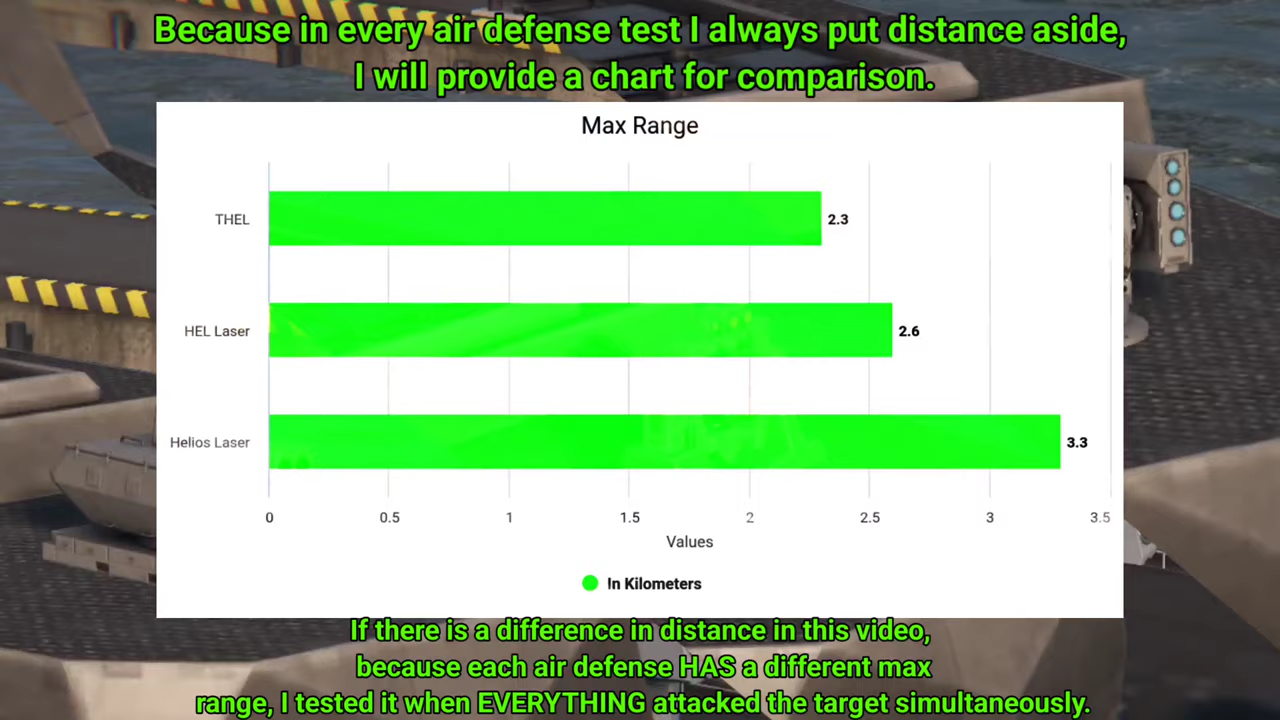 Because in every air defense test I always put distance aside,
I will provide a chart for comparison.
Max Range
THEL
2.3
HEL Laser
2.6
Helios Laser
3.3
0 0.5 1 1.5 2 2.5 3 3.5
Values
In Kilometers
If there is a difference in distance in this video,
because each air defense HAS a different max
range, I tested it when EVERYTHING attacked the target simultaneously.